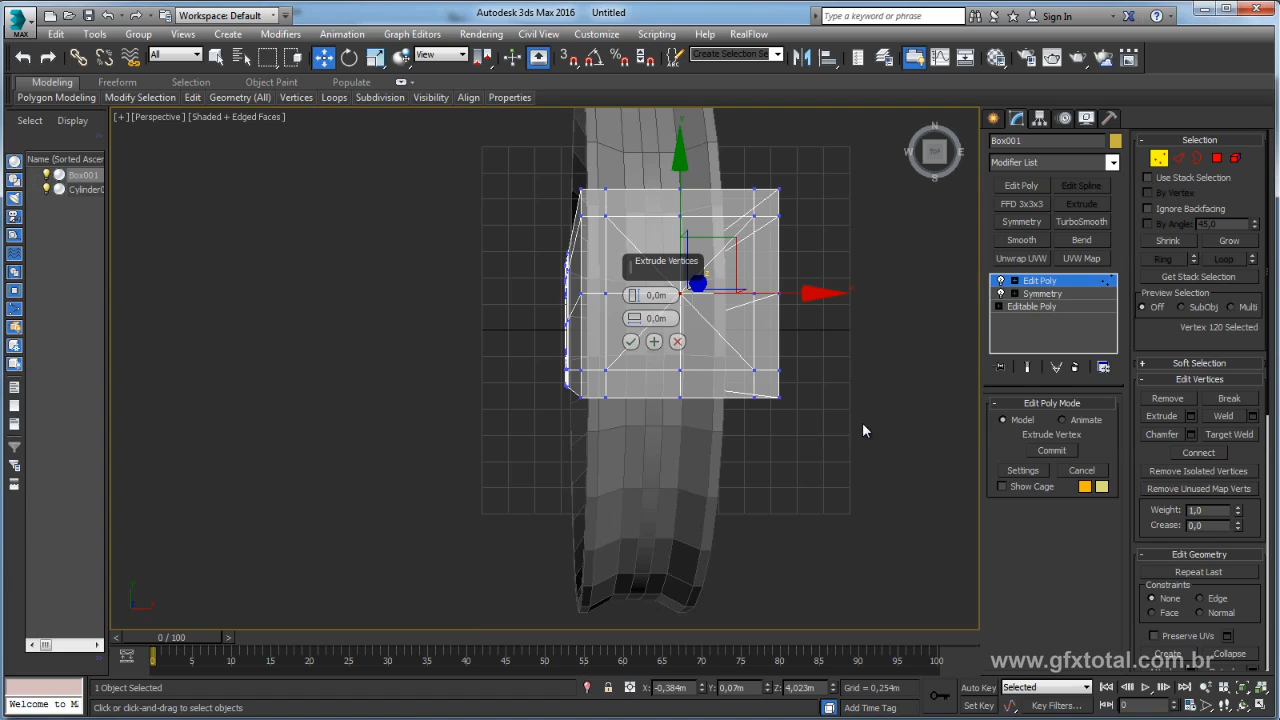 MAX
Workspace: Default
Autodesk 3ds Max 2016   Untitled
Type a keyword or phrase
Sign In
Edit Tools Group Views Create Modifiers Animation Graph Editors Rendering Civil View Customize Scripting Help RealFlow
All
View
Create Selection Se
Modeling Freeform Selection Object Paint Populate
Polygon Modeling Modify Selection Edit Geometry (All) Vertices Loops Subdivision Visibility Align Properties
Select Display
Name (Sorted Ascen
Box001
Cylinder0
[+] [Perspective] [Shaded + Edged Faces]
N
W TOP E
S
Extrude Vertices
0,0m
0,0m
Box001
Modifier List
Edit Poly Edit Spline
FFD 3x3x3 Extrude
Symmetry TurboSmooth
Smooth Bend
Unwrap UVW UVW Map
Edit Poly
Symmetry
Editable Poly
Edit Poly Mode
Model Animate
Extrude Vertex
Commit
Settings Cancel
Show Cage
Selection
Use Stack Selection
By Vertex
Ignore Backfacing
By Angle: 45,0
Shrink Grow
Ring Loop
Get Stack Selection
Preview Selection
Off SubObj Multi
Vertex 120 Selected
Soft Selection
Edit Vertices
Remove Break
Extrude Weld
Chamfer Target Weld
Connect
Remove Isolated Vertices
Remove Unused Map Verts
Weight: 1,0
Crease: 0,0
Edit Geometry
Repeat Last
Constraints
None Edge
Face Normal
Preserve UVs
Create Collapse
www.gfxtotal.com.br
0 / 100
0 5 10 15 20 25 30 35 40 45 50 55 60 65 70 75 80 85 90 95 100
1 Object Selected
X: -0,384m Y: 0,07m Z: 4,023m Grid = 0,254m
Auto Key Selected
Welcome to M
Click or click-and-drag to select objects
Add Time Tag
Set Key Key Filters...
0